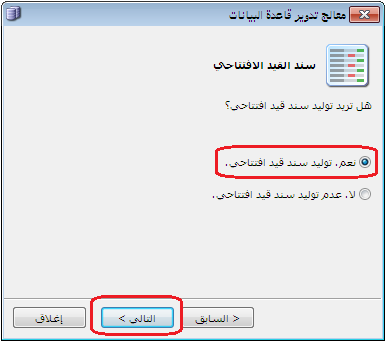 معالج تدوير قاعدة البيانات
سند القيد الافتتاحي
هل تريد توليد سند قيد افتتاحي؟
نعم، توليد سند قيد افتتاحي.
لا، عدم توليد سند قيد افتتاحي.
< السابق
التالي >
إغلاق